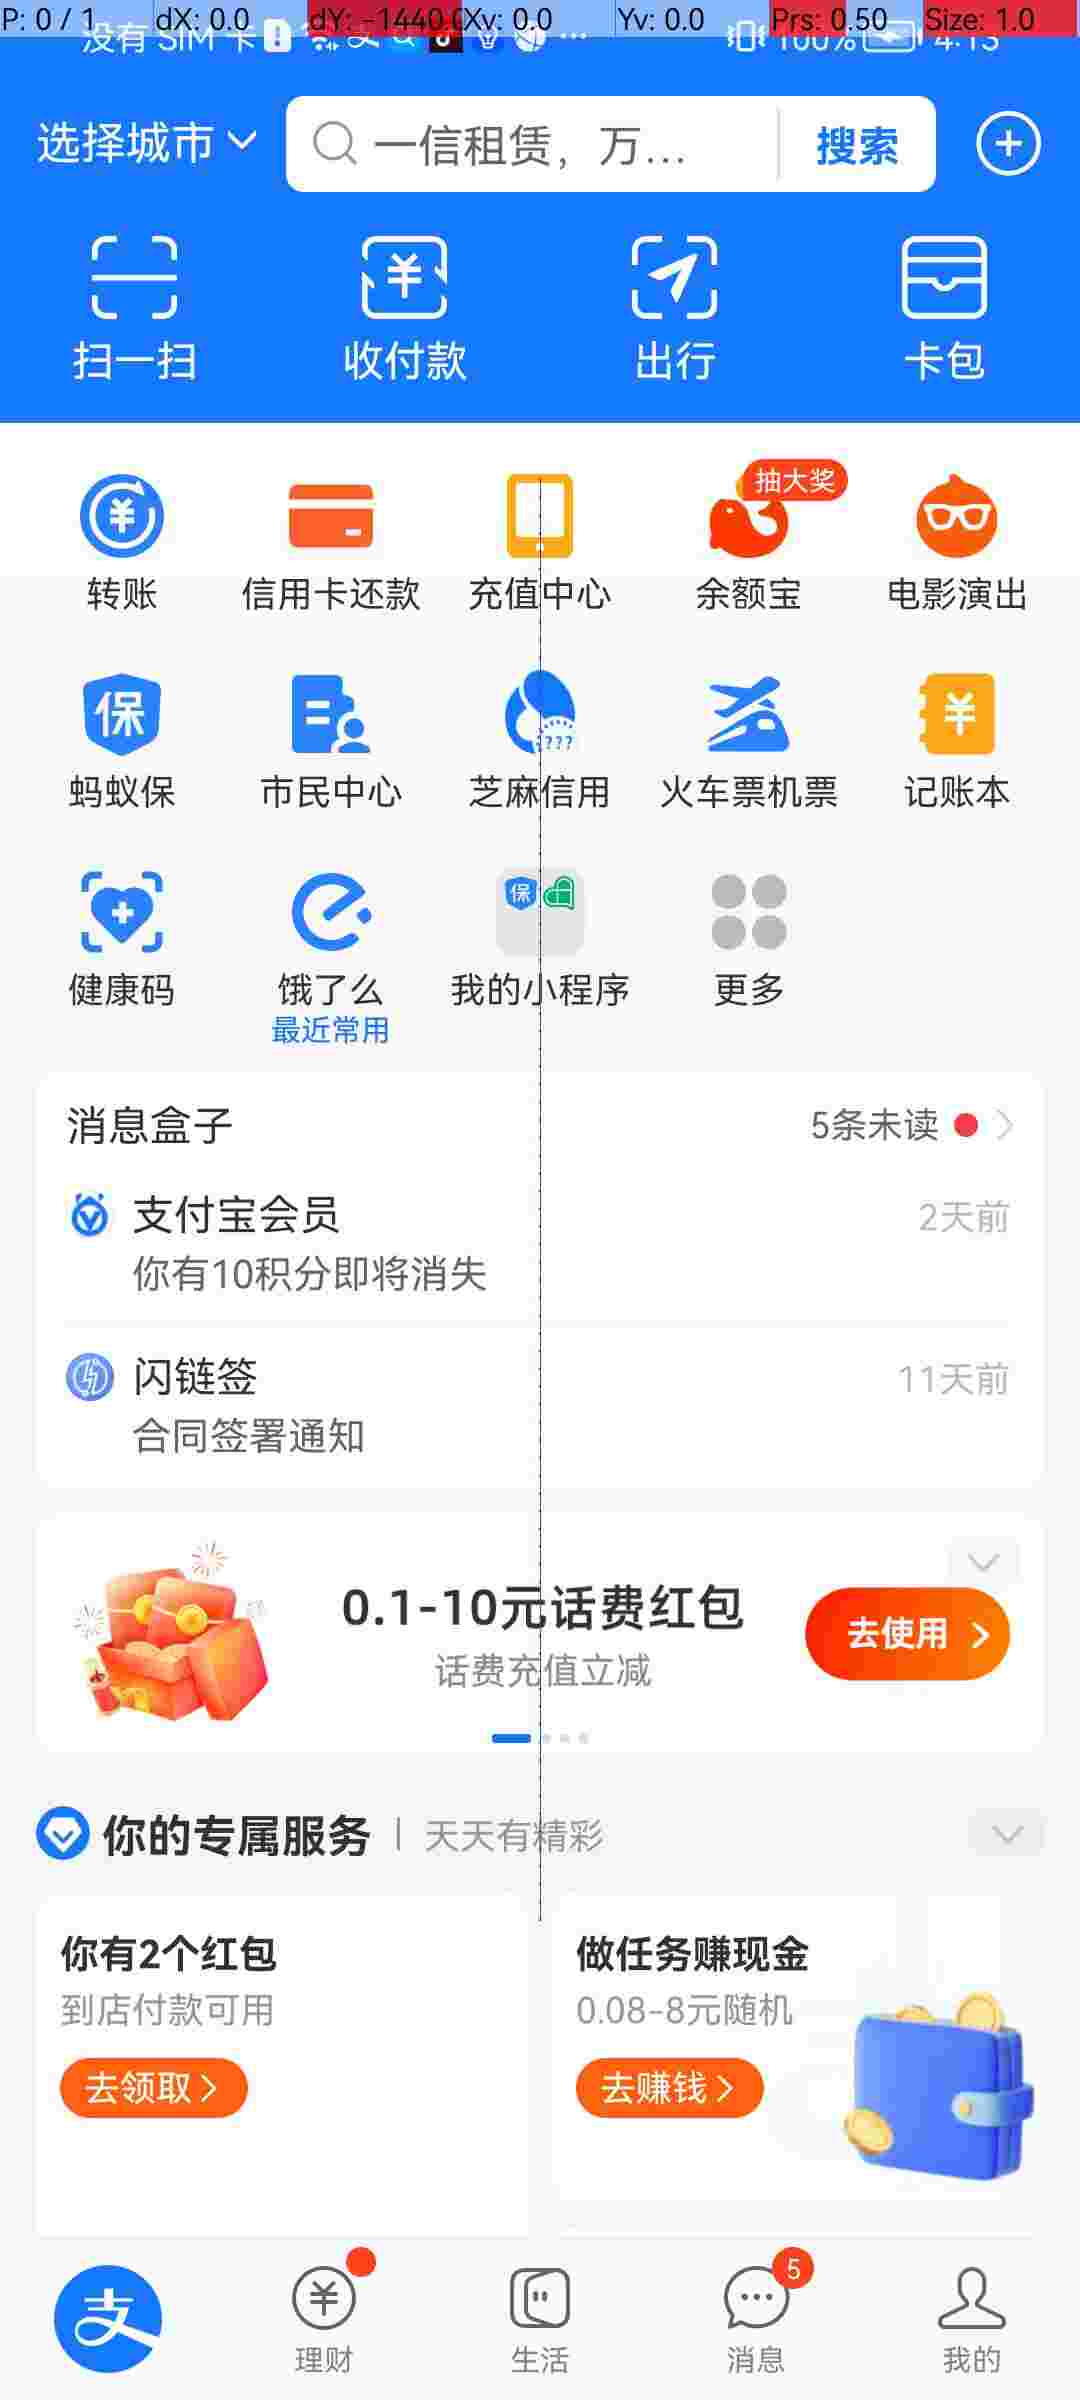 P: 0 / 1 dX: 0.0 dY: -1440.0 Xv: 0.0 Yv: 0.0 Prs: 0.50 Size: 1.0
没有 SIM 卡 100% 4:13
选择城市 一信租赁，万... 搜索
扫一扫 收付款 出行 卡包
抽大奖
转账 信用卡还款 充值中心 余额宝 电影演出
保 ???
蚂蚁保 市民中心 芝麻信用 火车票机票 记账本
保
健康码 饿了么 我的小程序 更多
最近常用
消息盒子 5条未读
支付宝会员 2天前
你有10积分即将消失
闪链签 11天前
合同签署通知
0.1-10元话费红包
去使用
话费充值立减
你的专属服务 | 天天有精彩
你有2个红包 做任务赚现金
到店付款可用 0.08-8元随机
去领取 去赚钱
支 5
理财 生活 消息 我的